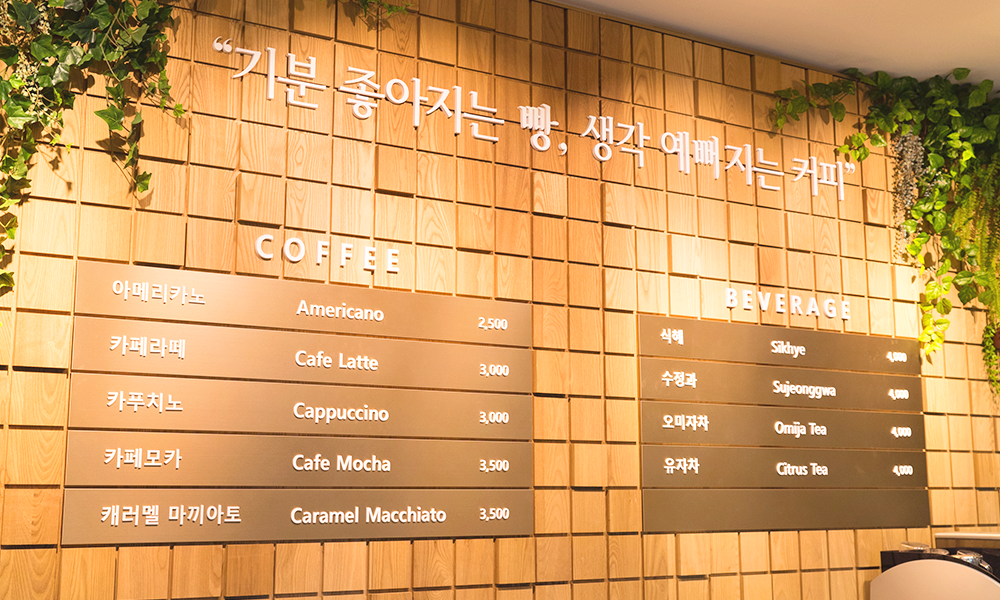 “기분 좋아지는 빵, 생각 예뻐지는 커피”
COFFEE
아메리카노 Americano 2,500
카페라떼 Cafe Latte 3,000
카푸치노 Cappuccino 3,000
카페모카 Cafe Mocha 3,500
캐러멜 마끼아토 Caramel Macchiato 3,500
BEVERAGE
식혜 Sikhye 4,000
수정과 Sujeonggwa 4,000
오미자차 Omija Tea 4,000
유자차 Citrus Tea 4,000